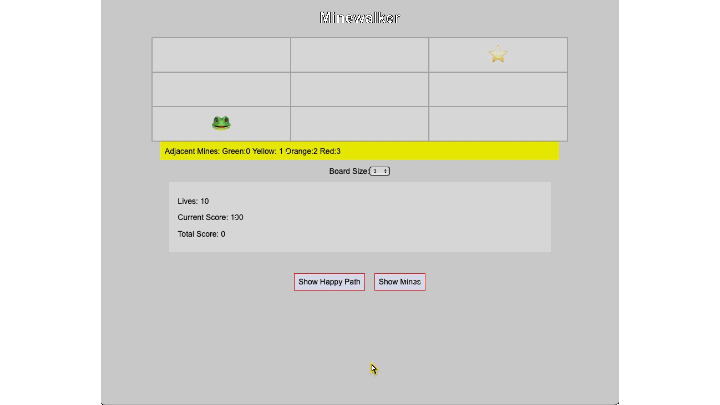 Minewalker
Adjacent Mines: Green:0 Yellow: 1 Orange:2 Red:3
Board Size: 3
Lives: 10
Current Score: 100
Total Score: 0
Show Happy Path Show Mines